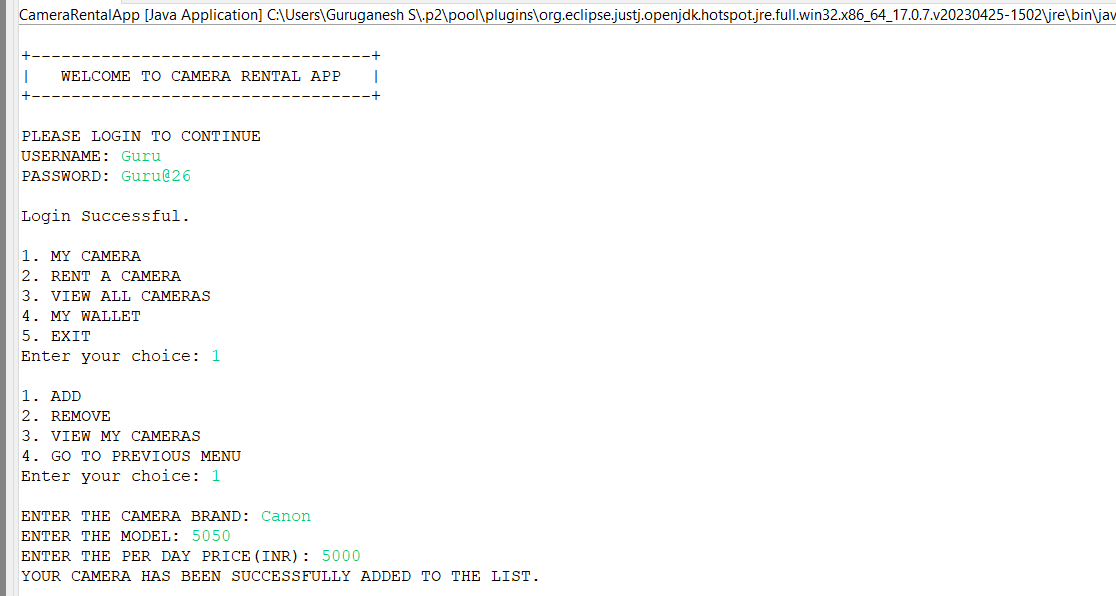 CameraRentalApp [Java Application] C:\Users\Guruganesh S\.p2\pool\plugins\org.eclipse.justj.openjdk.hotspot.jre.full.win32.x86_64_17.0.7.v20230425-1502\jre\bin\jav
+----------------------------------+
|   WELCOME TO CAMERA RENTAL APP   |
+----------------------------------+
PLEASE LOGIN TO CONTINUE
USERNAME: Guru
PASSWORD: Guru@26
Login Successful.
1. MY CAMERA
2. RENT A CAMERA
3. VIEW ALL CAMERAS
4. MY WALLET
5. EXIT
Enter your choice: 1
1. ADD
2. REMOVE
3. VIEW MY CAMERAS
4. GO TO PREVIOUS MENU
Enter your choice: 1
ENTER THE CAMERA BRAND: Canon
ENTER THE MODEL: 5050
ENTER THE PER DAY PRICE(INR): 5000
YOUR CAMERA HAS BEEN SUCCESSFULLY ADDED TO THE LIST.